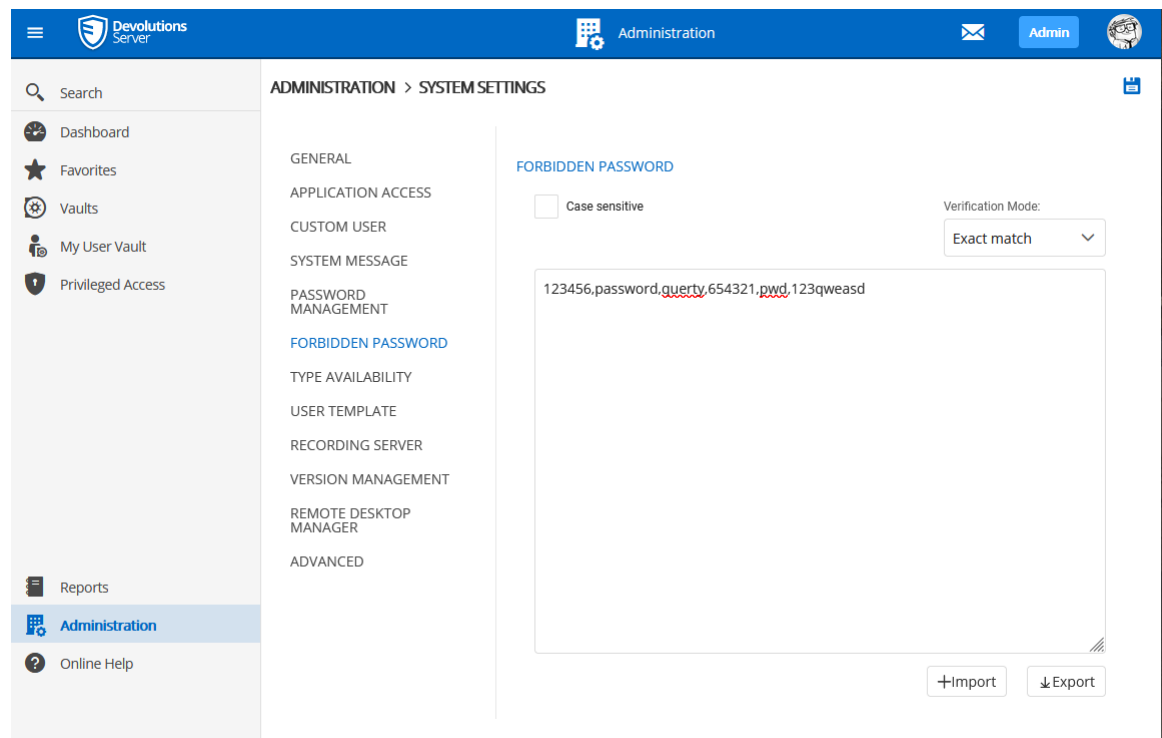 Devolutions
Server
Administration
Admin
Search
Dashboard
Favorites
Vaults
My User Vault
Privileged Access
Reports
Administration
Online Help
ADMINISTRATION > SYSTEM SETTINGS
GENERAL
APPLICATION ACCESS
CUSTOM USER
SYSTEM MESSAGE
PASSWORD
MANAGEMENT
FORBIDDEN PASSWORD
TYPE AVAILABILITY
USER TEMPLATE
RECORDING SERVER
VERSION MANAGEMENT
REMOTE DESKTOP
MANAGER
ADVANCED
FORBIDDEN PASSWORD
Case sensitive
Verification Mode:
Exact match
123456,password,querty,654321,pwd,123qweasd
+Import
Export